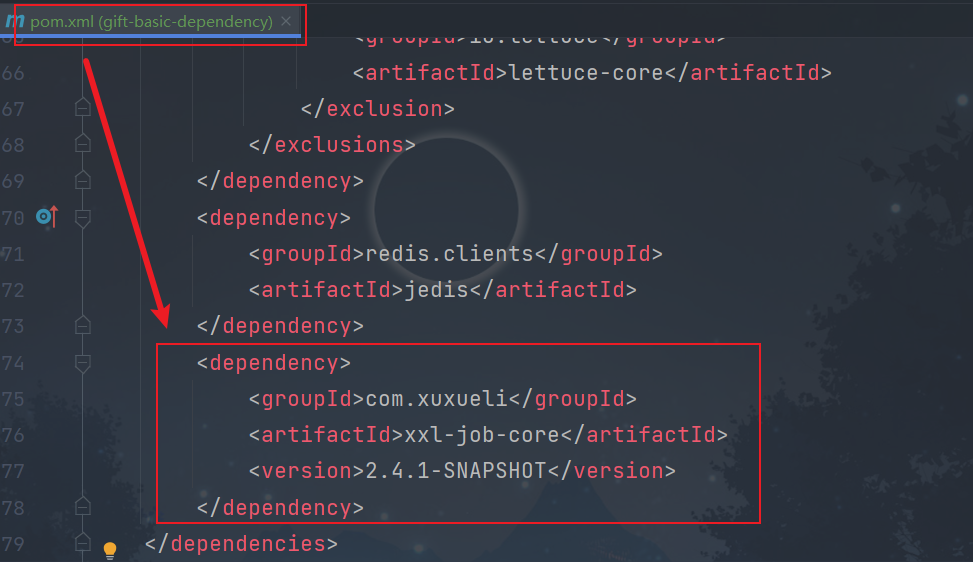 m pom.xml (gift-basic-dependency) ×
<groupId>io.lettuce</groupId>
66 <artifactId>lettuce-core</artifactId>
67 </exclusion>
68 </exclusions>
69 </dependency>
70 <dependency>
71 <groupId>redis.clients</groupId>
72 <artifactId>jedis</artifactId>
73 </dependency>
74 <dependency>
75 <groupId>com.xuxueli</groupId>
76 <artifactId>xxl-job-core</artifactId>
77 <version>2.4.1-SNAPSHOT</version>
78 </dependency>
79 </dependencies>